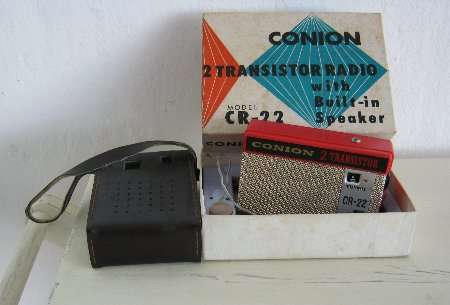 CONION
2 TRANSISTOR RADIO
with
MODEL Built-in
CR-22 Speaker
CONION 2 TRANSISTOR
CR-22